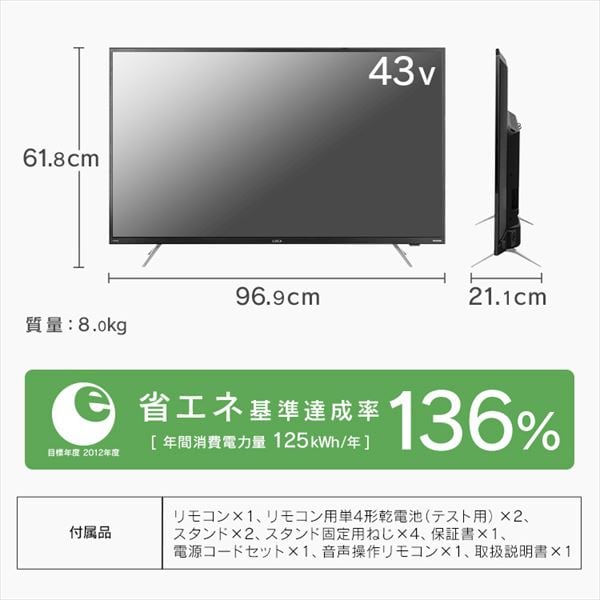 43V
61.8cm
96.9cm
21.1cm
質量：8.0kg
e
省エネ基準達成率
136%
[ 年間消費電力量 125kWh/年 ]
目標年度 2012年度
付属品
リモコン×1、リモコン用単4形乾電池（テスト用）×2、
スタンド×2、スタンド固定用ねじ×4、保証書×1、
電源コードセット×1、音声操作リモコン×1、取扱説明書×1